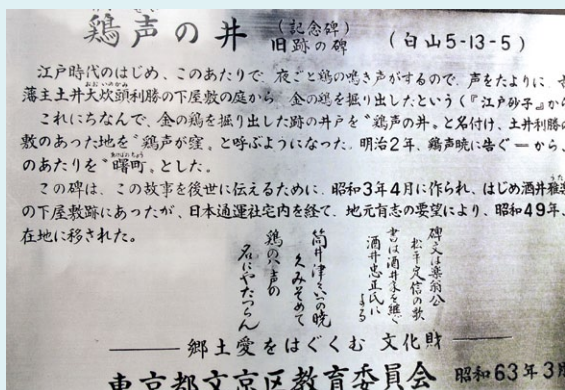 鶏声の井 (記念碑) 旧跡の碑 (白山5-13-5)
江戸時代のはじめ、このあたりで、夜ごと鶏の鳴き声がするので、声をたよりに、
藩主土井大炊頭利勝の下屋敷の庭から、金の鶏を掘り出したという(『江戸砂子』か
これにちなんで、金の鶏を掘り出した跡の井戸を〝鶏声の井〟と名付け、土井利勝の
敷のあった地を〝鶏声が窪〟と呼ぶようになった。明治2年、鶏声暁に告ぐ ー から、
のあたりを〝曙町〟とした。
この碑は、この故事を後世に伝えるために、昭和3年4月に作られ、はじめ酒井雅
の下屋敷跡にあったが、日本通運社宅内を経て、地元有志の要望により、昭和49年、
在地に移された。
碑文は楽翁公
松平定信の歌
書は酒井家を継ぐ
酒井忠正氏による
筒井津々いの暁
久みそめて
鶏の八声の
名にやたつらん
郷土愛をはぐくむ 文化財
東京都文京区教育委員会 昭和63年3月